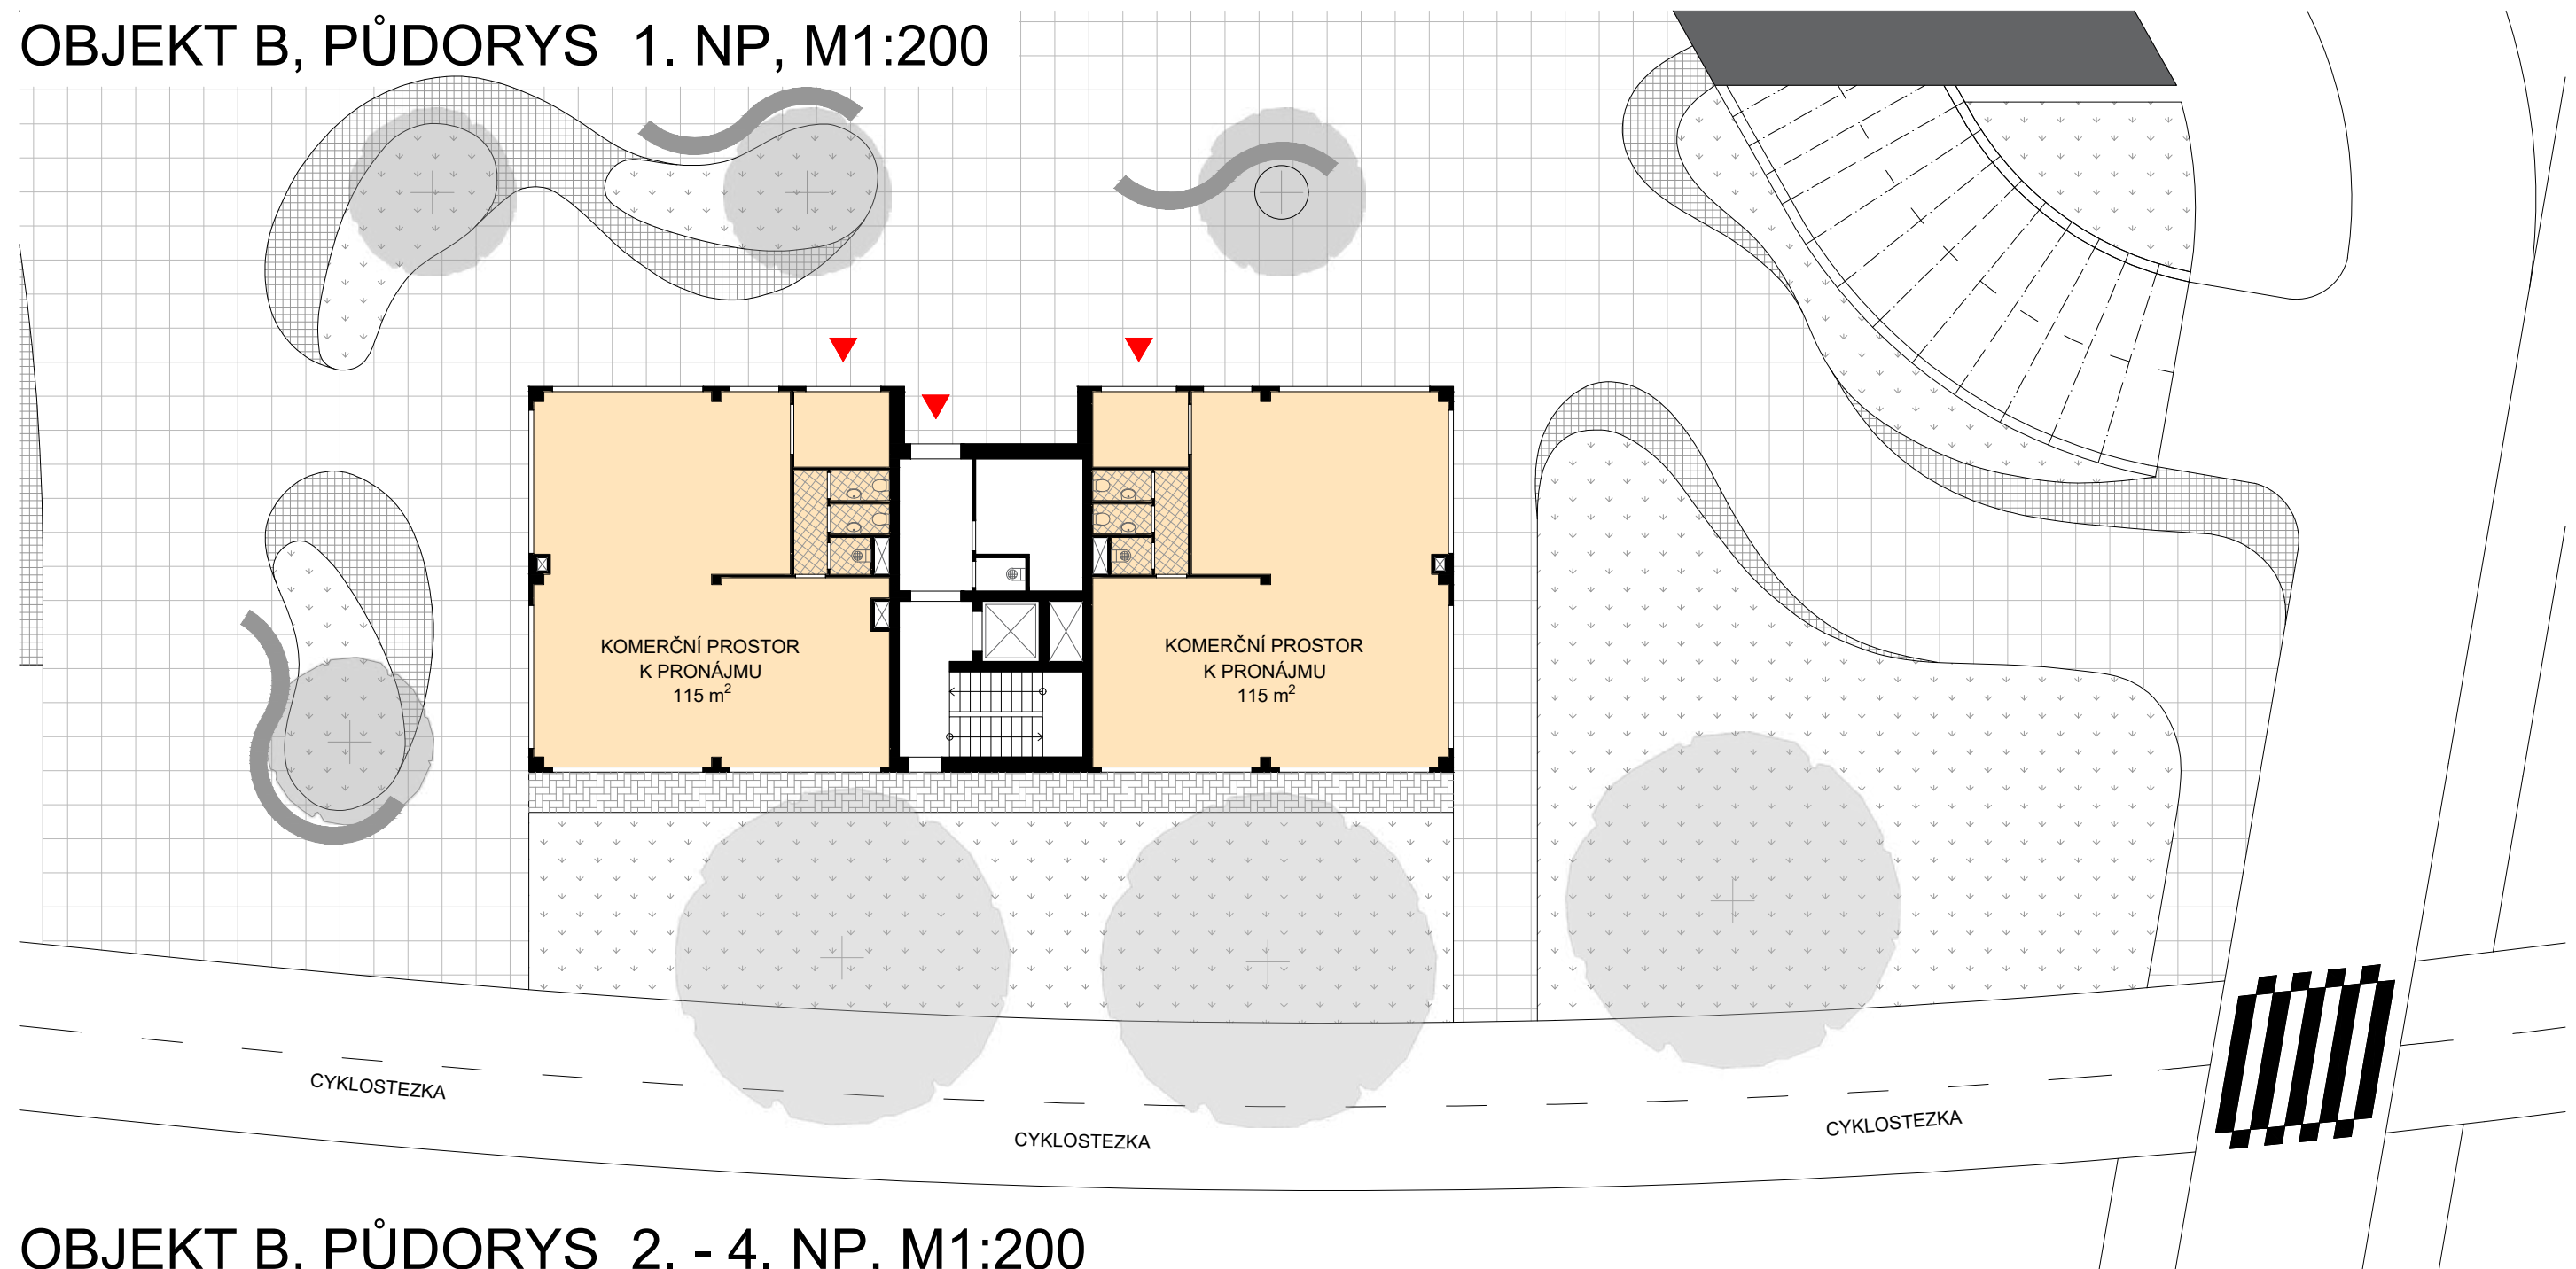 OBJEKT B, PŮDORYS  1. NP, M1:200
KOMERČNÍ PROSTOR
K PRONÁJMU
115 m²
KOMERČNÍ PROSTOR
K PRONÁJMU
115 m²
CYKLOSTEZKA
CYKLOSTEZKA
CYKLOSTEZKA
OBJEKT B, PŮDORYS  2. - 4. NP, M1:200